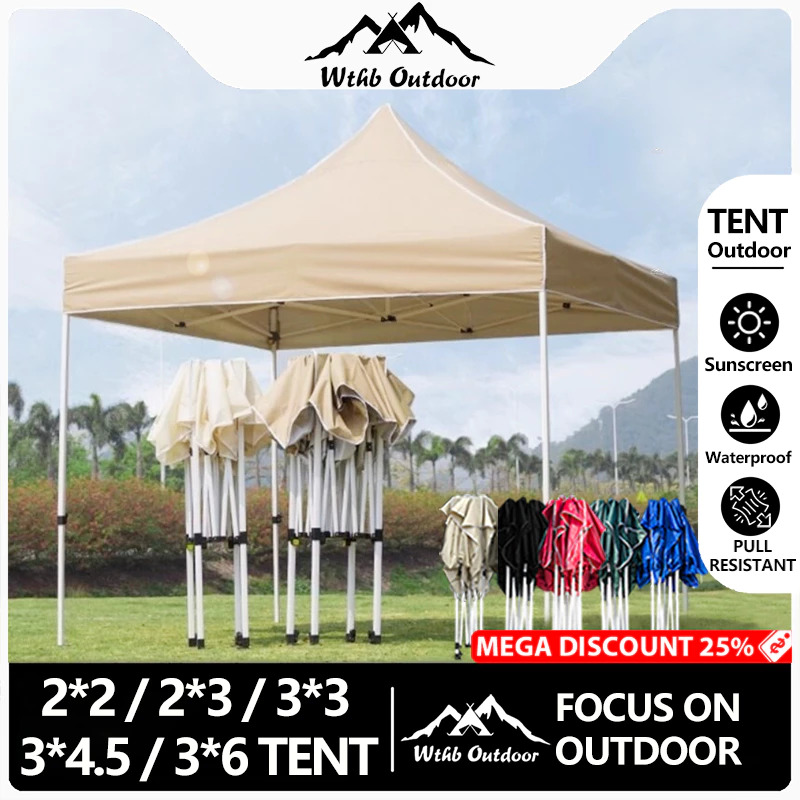 Wthb Outdoor
TENT
Outdoor
Sunscreen
Waterproof
PULL
RESISTANT
MEGA DISCOUNT 25%
2*2 / 2*3 / 3*3
3*4.5 / 3*6 TENT
Wthb Outdoor
FOCUS ON
OUTDOOR